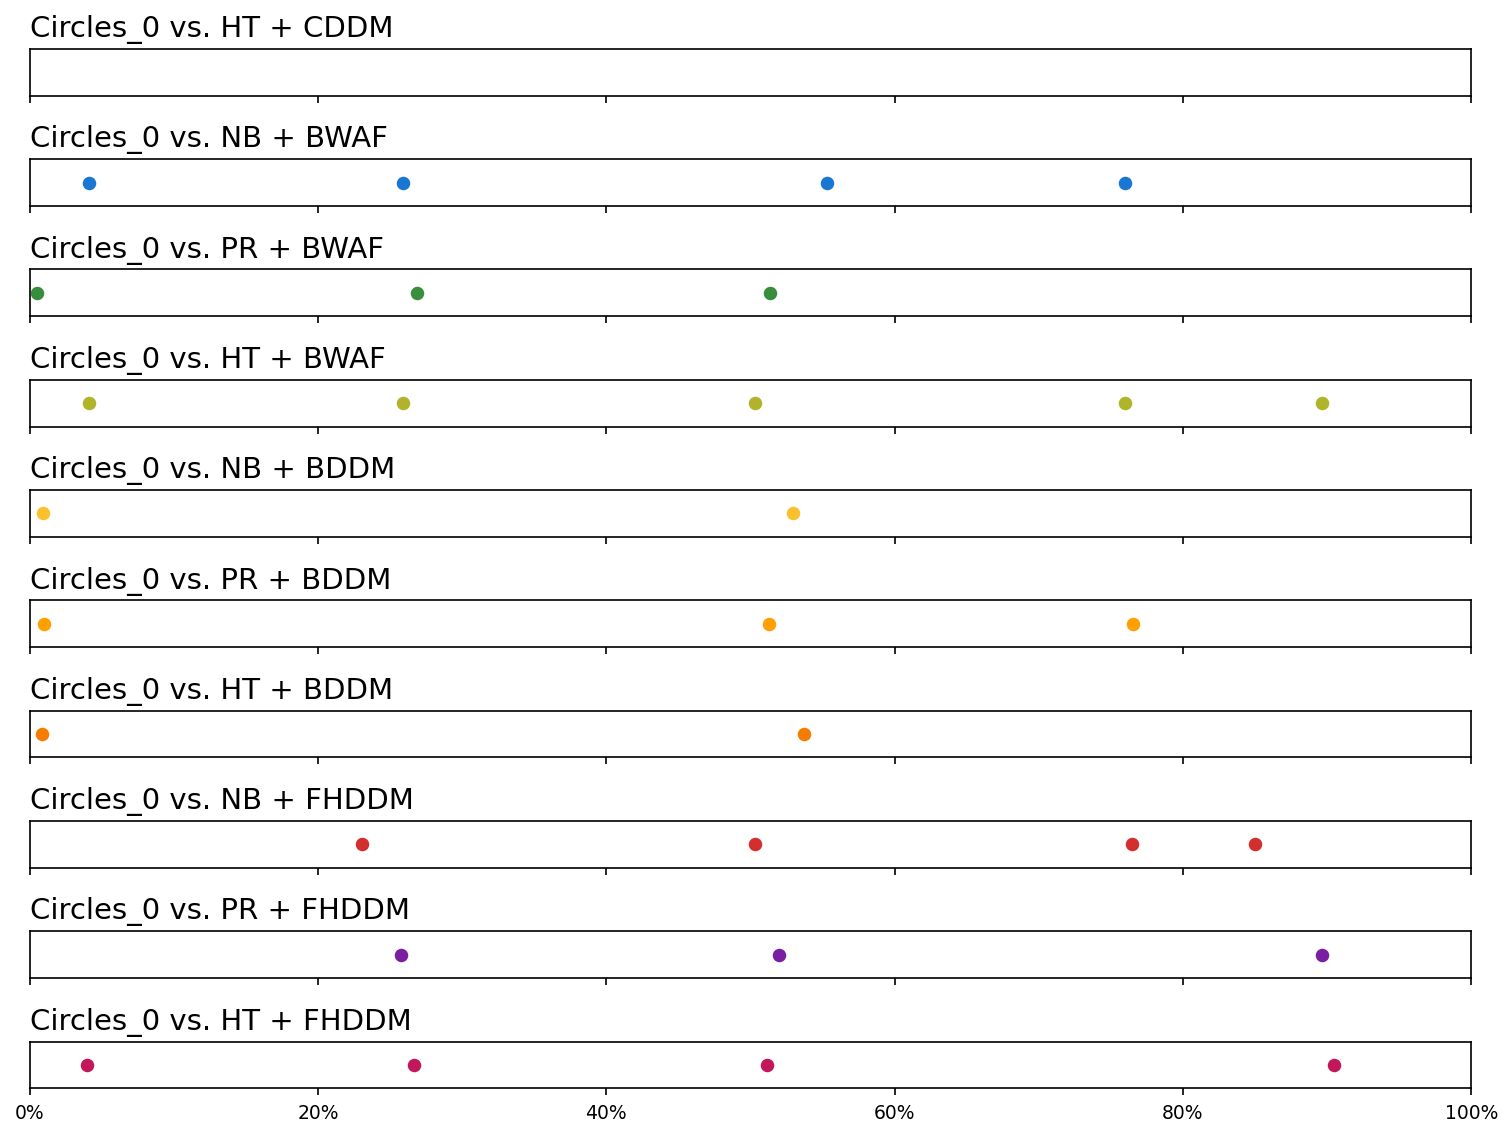 Circles_0 vs. HT + CDDM
Circles_0 vs. NB + BWAF
Circles_0 vs. PR + BWAF
Circles_0 vs. HT + BWAF
Circles_0 vs. NB + BDDM
Circles_0 vs. PR + BDDM
Circles_0 vs. HT + BDDM
Circles_0 vs. NB + FHDDM
Circles_0 vs. PR + FHDDM
Circles_0 vs. HT + FHDDM
0% 20% 40% 60% 80% 100%